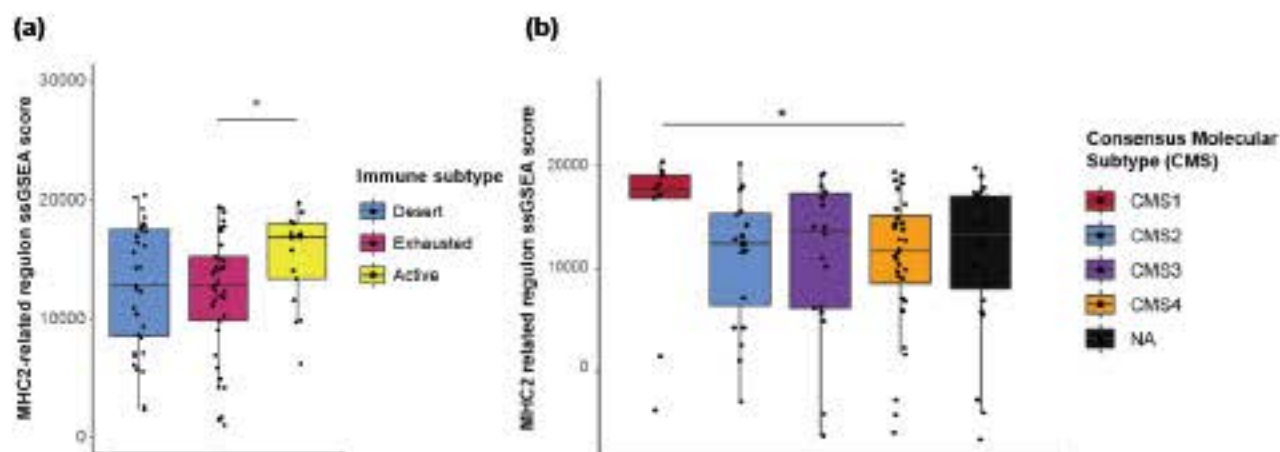 (a)
MHC2-related regulon ssGSEA score
30000
20000
10000
0
*
Immune subtype
Desert
Exhausted
Active
(b)
MHC2 related regulon ssGSEA score
20000
10000
0
*
Consensus Molecular
Subtype (CMS)
CMS1
CMS2
CMS3
CMS4
NA